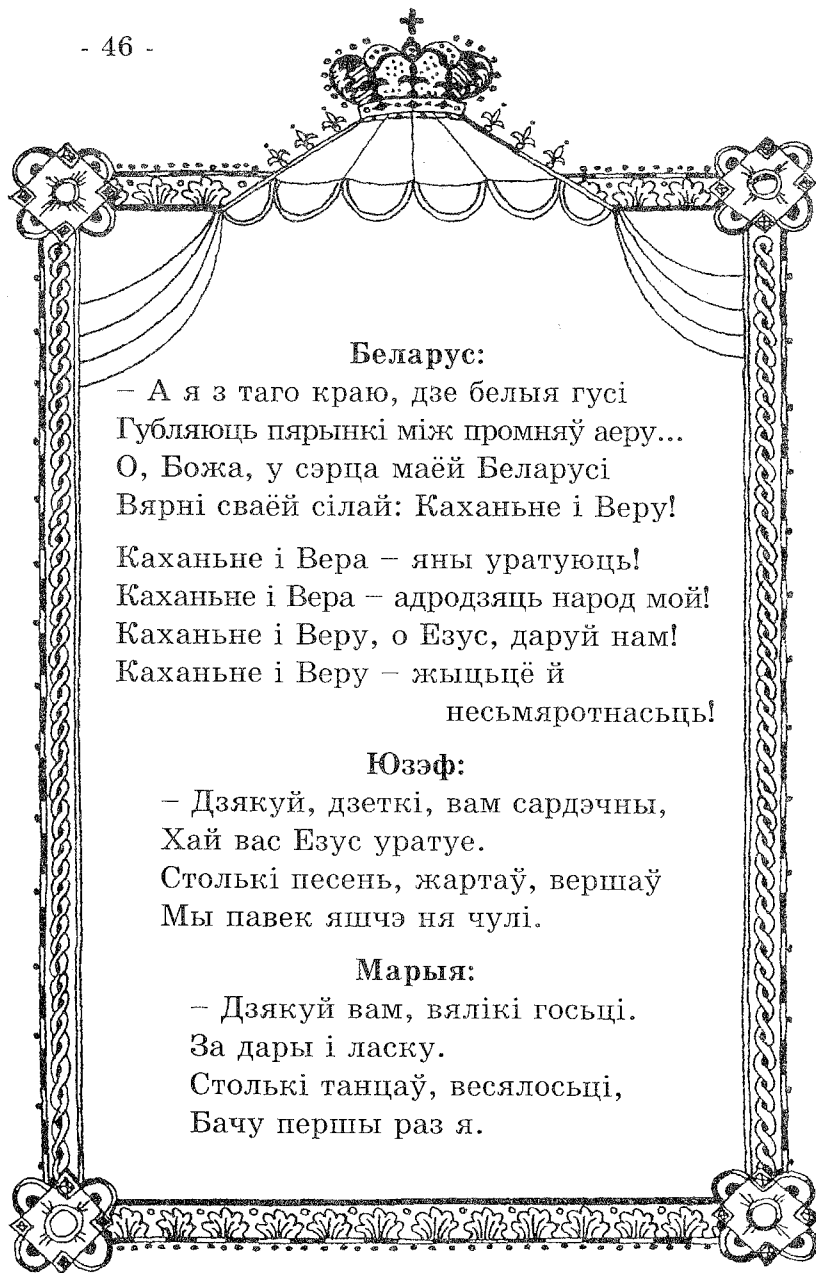 - 46 -
Беларус:
– А я з таго краю, дзе белыя гусі
Губляюць пярынкі між промняў аеру...
О, Божа, у сэрца маёй Беларусі
Вярні сваёй сілай: Каханьне і Веру!
Каханьне і Вера – яны уратуюць!
Каханьне і Вера – адродзяць народ мой!
Каханьне і Веру, о Езус, даруй нам!
Каханьне і Веру – жыцьцё й
несьмяротнасьць!
Юзэф:
– Дзякуй, дзеткі, вам сардэчны,
Хай вас Езус уратуе.
Столькі песень, жартаў, вершаў
Мы павек яшчэ ня чулі.
Марыя:
– Дзякуй вам, вялікі госьці.
За дары і ласку.
Столькі танцаў, весялосьці,
Бачу першы раз я.